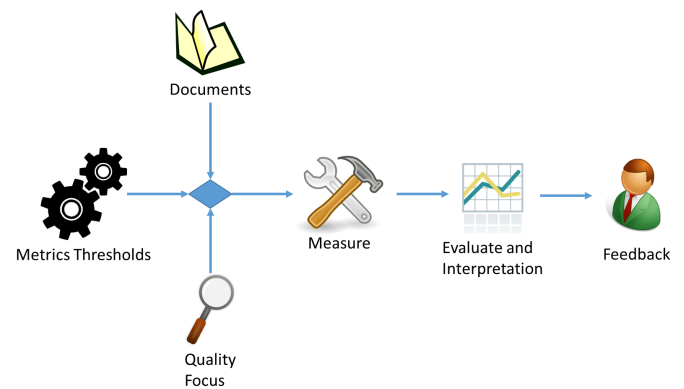 Documents
Metrics Thresholds
Measure
Evaluate and
Interpretation
Feedback
Quality
Focus